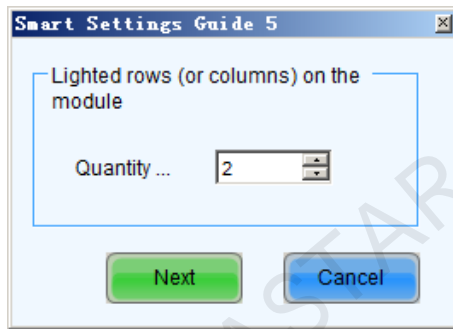 Smart Settings Guide 5
Lighted rows (or columns) on the
module
Quantity ...
2
Next
Cancel